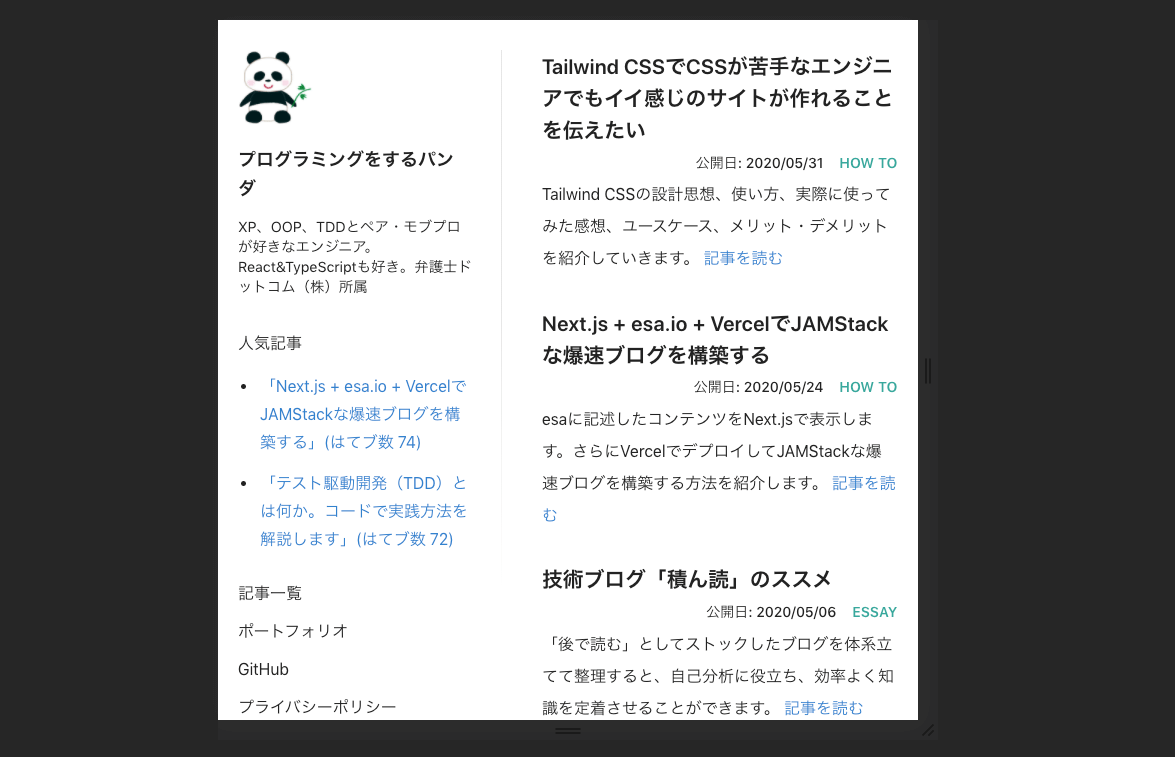 プログラミングをするパン
ダ
XP、OOP、TDDとペア・モブプロ
が好きなエンジニア。
React&TypeScriptも好き。弁護士ド
ットコム（株）所属
人気記事
「Next.js + esa.io + Vercelで
JAMStackな爆速ブログを構
築する」(はてブ数 74)
「テスト駆動開発（TDD）と
は何か。コードで実践方法を
解説します」(はてブ数 72)
記事一覧
ポートフォリオ
GitHub
プライバシーポリシー
Tailwind CSSでCSSが苦手なエンジニ
アでもイイ感じのサイトが作れること
を伝えたい
公開日: 2020/05/31 HOW TO
Tailwind CSSの設計思想、使い方、実際に使って
みた感想、ユースケース、メリット・デメリット
を紹介していきます。 記事を読む
Next.js + esa.io + VercelでJAMStack
な爆速ブログを構築する
公開日: 2020/05/24 HOW TO
esaに記述したコンテンツをNext.jsで表示しま
す。さらにVercelでデプロイしてJAMStackな爆
速ブログを構築する方法を紹介します。 記事を読
む
技術ブログ「積ん読」のススメ
公開日: 2020/05/06 ESSAY
「後で読む」としてストックしたブログを体系立
てて整理すると、自己分析に役立ち、効率よく知
識を定着させることができます。 記事を読む